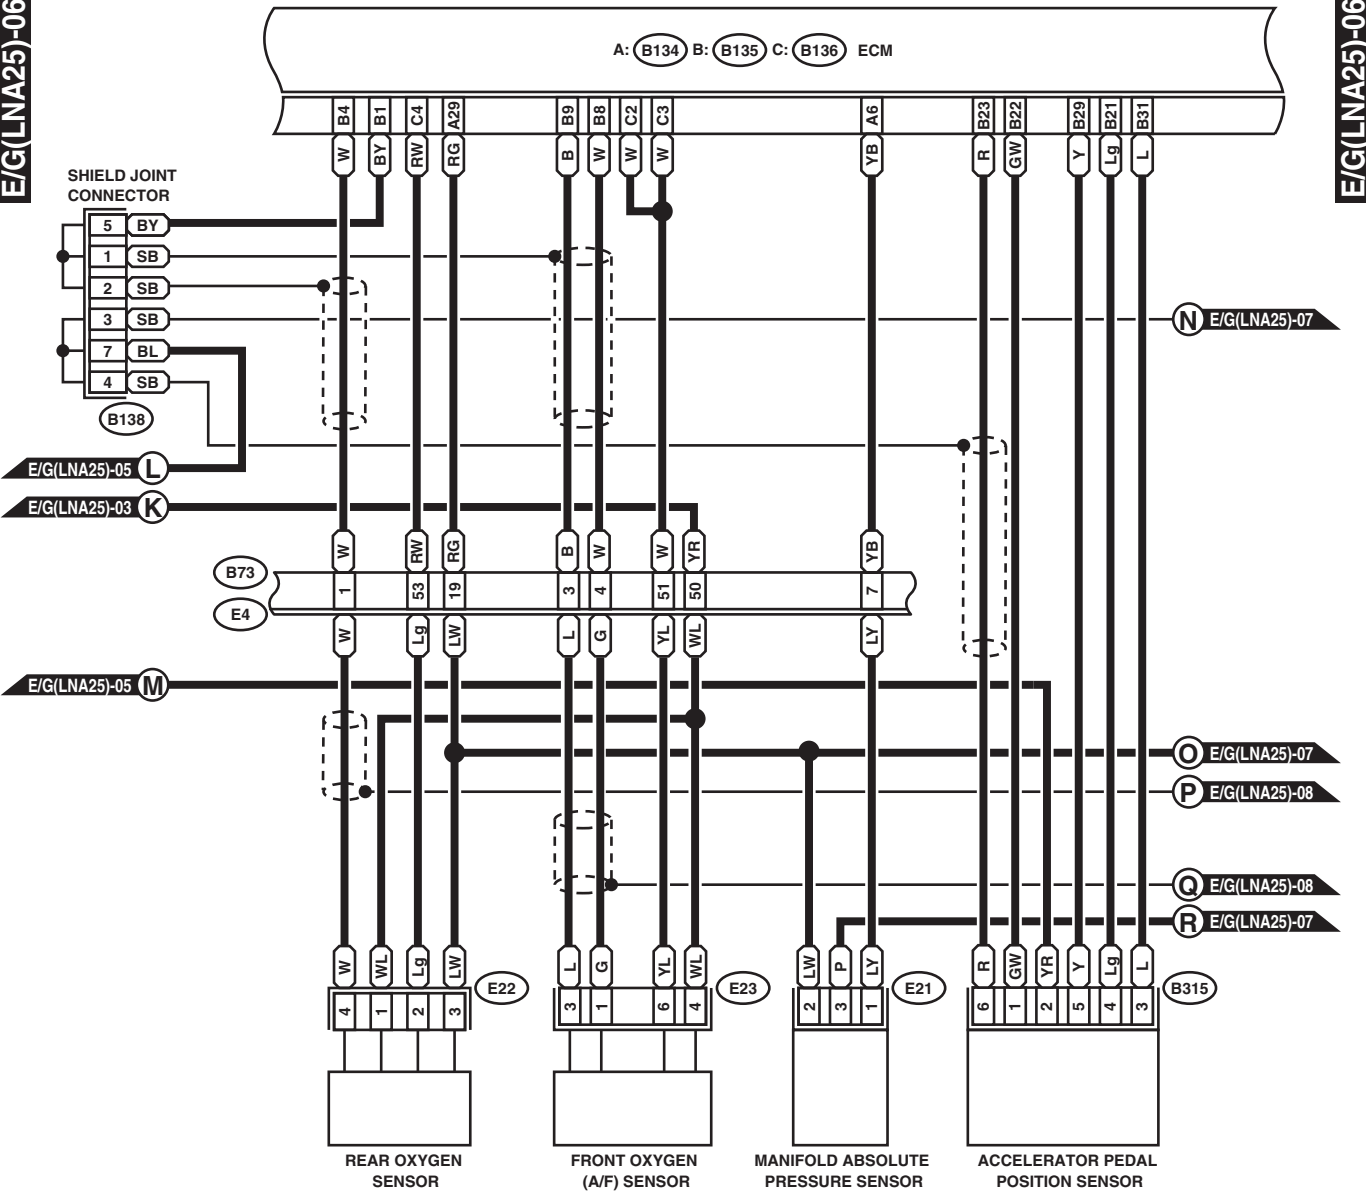 E/G(LNA25)-06
E/G(LNA25)-06
A: B134 B: B135 C: B136 ECM
B4 B1 C4 A29 B9 B8 C2 C3 A6 B23 B22 B29 B21 B31
W BY RW RG B W W W YB R GW Y Lg L
SHIELD JOINT
CONNECTOR
5 BY
1 SB
2 SB
3 SB
7 BL
4 SB
B138
N E/G(LNA25)-07
E/G(LNA25)-05 L
E/G(LNA25)-03 K
W RW RG B W W YR YB
B73
1 53 19 3 4 51 50 7
E4
W Lg LW L G YL WL LY
E/G(LNA25)-05 M
O E/G(LNA25)-07
P E/G(LNA25)-08
Q E/G(LNA25)-08
R E/G(LNA25)-07
W WL Lg LW L G YL WL LW P LY R GW YR Y Lg L
E22 E23 E21 B315
4 1 2 3 3 1 6 4 2 3 1 6 1 2 5 4 3
REAR OXYGEN
SENSOR
FRONT OXYGEN
(A/F) SENSOR
MANIFOLD ABSOLUTE
PRESSURE SENSOR
ACCELERATOR PEDAL
POSITION SENSOR